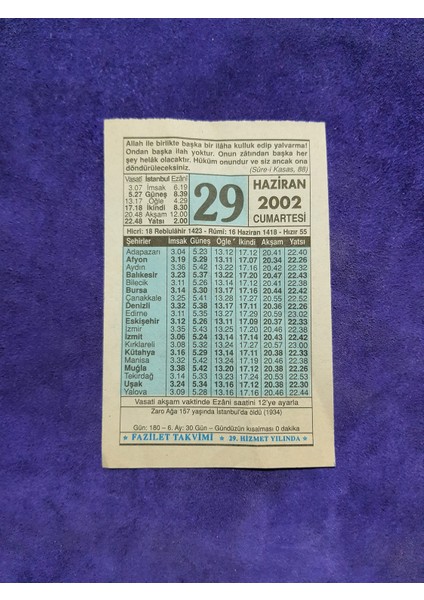 Allah ile birlikte başka bir ilâha kulluk edip yalvarma!
Ondan başka ilah yoktur. Onun zâtından başka her
şey helâk olacaktır. Hüküm onundur ve siz ancak ona
döndürüleceksiniz. (Sûre-i Kasas, 88)
Vasatî İstanbul Ezânî
3.07 İmsak 6.19
5.27 Güneş 8.39
13.17 Öğle 4.29
17.18 İkindi 8.30
20.48 Akşam 12.00
22.48 Yatsı 2.00
29
HAZİRAN
2002
CUMARTESİ
Hicrî: 18 Rebiulâhir 1423 - Rûmî: 16 Haziran 1418 - Hızır 55
Şehirler İmsak Güneş Öğle İkindi Akşam Yatsı
Adapazarı 3.04 5.23 13.12 17.12 20.41 22.40
Afyon 3.19 5.29 13.11 17.07 20.34 22.26
Aydın 3.36 5.42 13.22 17.16 20.42 22.32
Balıkesir 3.23 5.37 13.22 17.20 20.46 22.41
Bilecik 3.11 5.26 13.14 17.12 20.42 22.38
Bursa 3.14 5.30 13.17 17.16 20.44 22.42
Çanakkale 3.25 5.41 13.28 17.27 20.55 22.52
Denizli 3.32 5.38 13.17 17.12 20.38 22.28
Edirne 3.11 5.35 13.27 17.29 20.59 23.03
Eskişehir 3.12 5.26 13.11 17.09 20.37 22.33
İzmir 3.35 5.43 13.25 17.20 20.46 22.38
İzmit 3.06 5.24 13.14 17.14 20.43 22.42
Kırklareli 3.08 5.32 13.24 17.27 20.57 23.00
Kütahya 3.16 5.29 13.14 17.11 20.38 22.33
Manisa 3.32 5.42 13.24 17.19 20.46 22.38
Muğla 3.38 5.42 13.20 17.13 20.38 22.26
Tekirdağ 3.14 5.33 13.23 17.24 20.53 22.53
Uşak 3.24 5.34 13.16 17.12 20.38 22.30
Yalova 3.09 5.28 13.16 17.16 20.46 22.44
Vasatî akşam vaktinde Ezânî saatini 12'ye ayarla
Zaro Ağa 157 yaşında İstanbul'da öldü (1934)
Gün: 180 – 6. Ay: 30 Gün – Gündüzün kısalması 0 dakika
★ FAZİLET TAKVİMİ ★ 29. HİZMET YILINDA ★